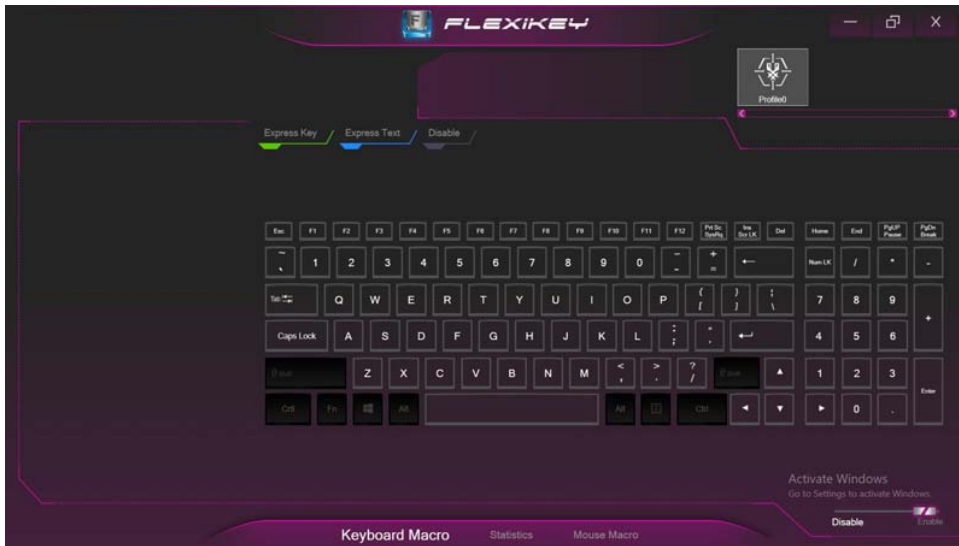 FLEXiKEY
Profile0
Express Key Express Text Disable
Esc F1 F2 F3 F4 F5 F6 F7 F8 F9 F10 F11 F12 Prt Sc SysRq Ins Scr LK Del Home End PgUP Pause PgDn Break
~ ` 1 2 3 4 5 6 7 8 9 0 - + = ← Num LK / * -
Tab Q W E R T Y U I O P { [ } ] \ 7 8 9 +
Caps Lock A S D F G H J K L : ; 4 5 6
Shift Z X C V B N M < , > . ? / Shift ▲ 1 2 3 Enter
Ctrl Fn Alt Alt Ctrl ◄ ▼ ► 0 .
Activate Windows
Go to Settings to activate Windows.
Disable Enable
Keyboard Macro Statistics Mouse Macro